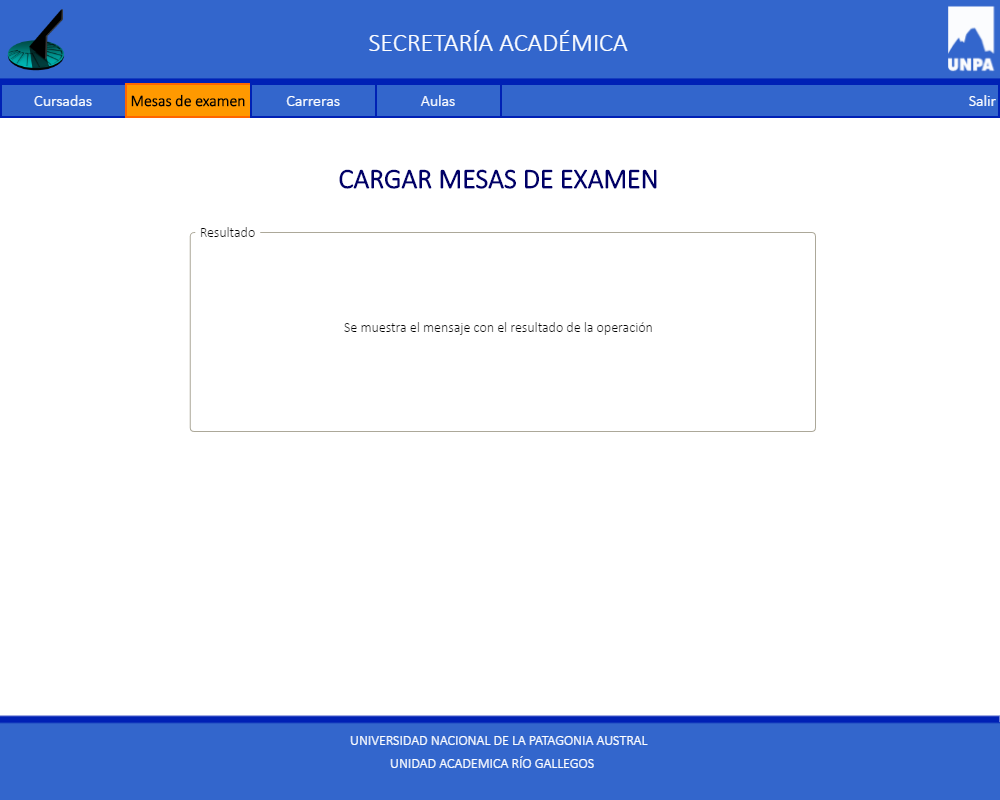 SECRETARÍA ACADÉMICA
UNPA
Cursadas Mesas de examen Carreras Aulas Salir
CARGAR MESAS DE EXAMEN
Resultado
Se muestra el mensaje con el resultado de la operación
UNIVERSIDAD NACIONAL DE LA PATAGONIA AUSTRAL
UNIDAD ACADEMICA RÍO GALLEGOS